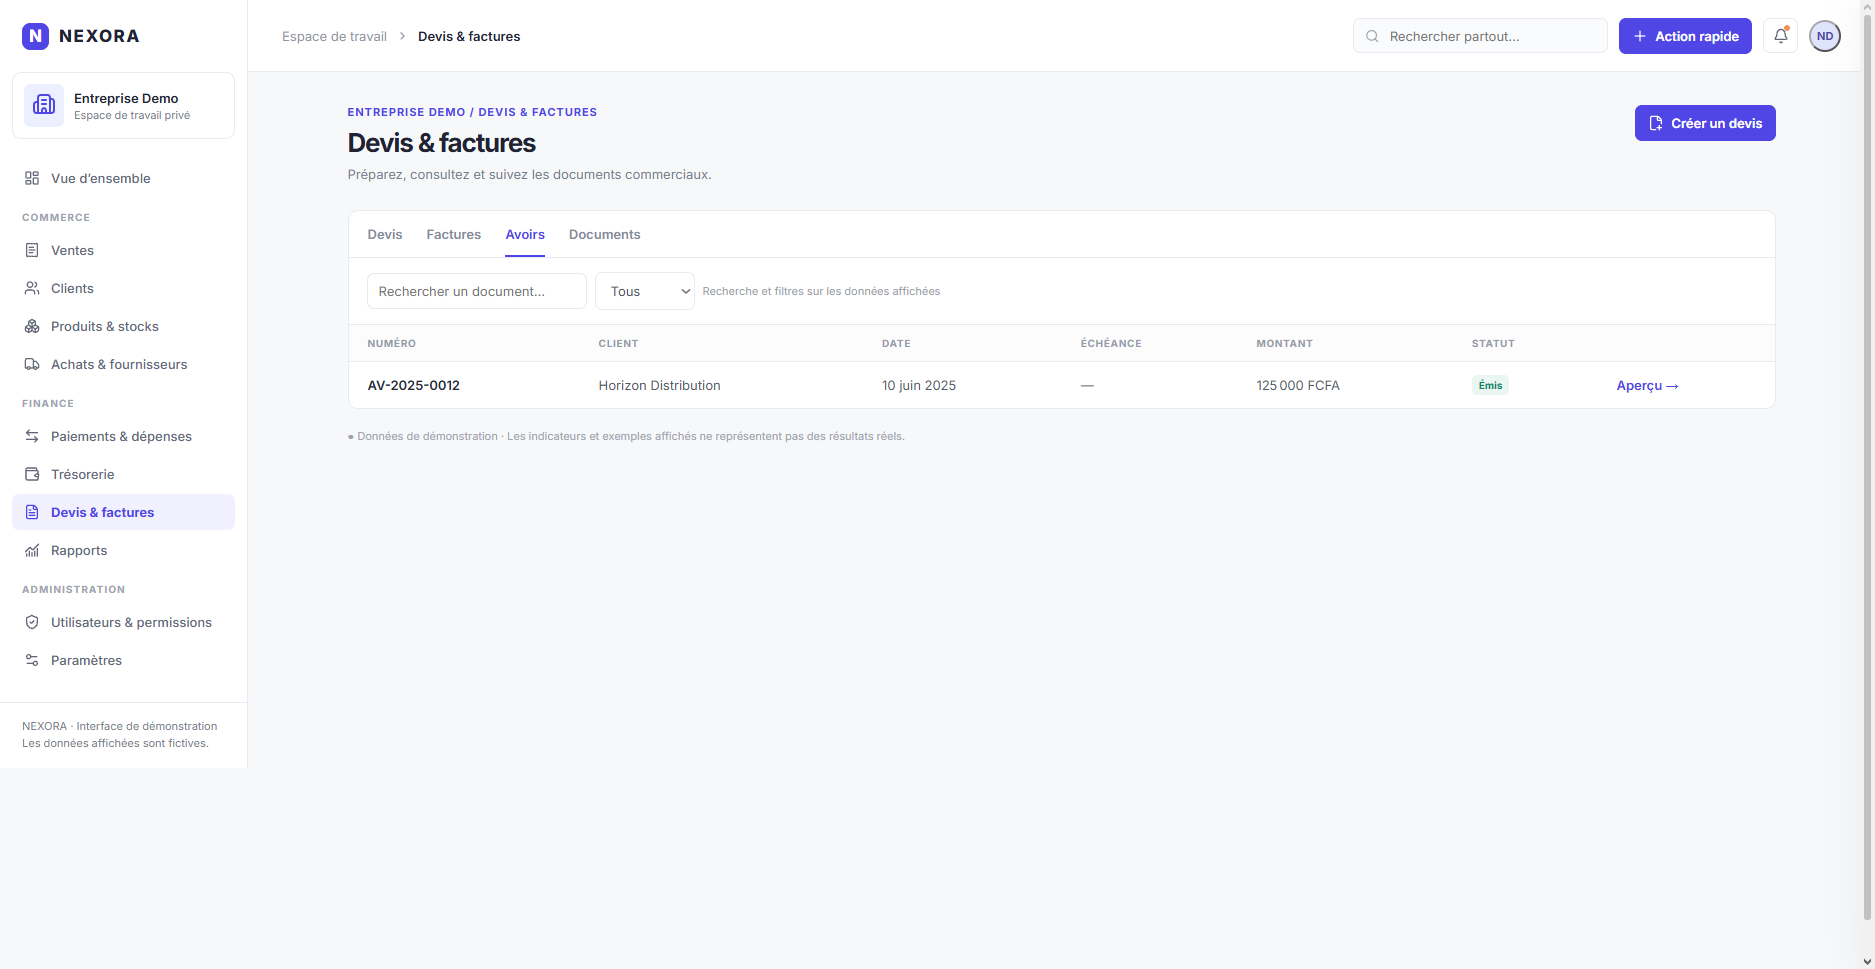 N NEXORA
Espace de travail > Devis & factures
Rechercher partout...
+ Action rapide
ND
Entreprise Demo
Espace de travail privé
Vue d'ensemble
COMMERCE
Ventes
Clients
Produits & stocks
Achats & fournisseurs
FINANCE
Paiements & dépenses
Trésorerie
Devis & factures
Rapports
ADMINISTRATION
Utilisateurs & permissions
Paramètres
NEXORA · Interface de démonstration
Les données affichées sont fictives.
ENTREPRISE DEMO / DEVIS & FACTURES
Devis & factures
Préparez, consultez et suivez les documents commerciaux.
Créer un devis
Devis Factures Avoirs Documents
Rechercher un document... Tous Recherche et filtres sur les données affichées
NUMÉRO CLIENT DATE ÉCHÉANCE MONTANT STATUT
AV-2025-0012 Horizon Distribution 10 juin 2025 — 125 000 FCFA Émis Aperçu →
● Données de démonstration · Les indicateurs et exemples affichés ne représentent pas des résultats réels.